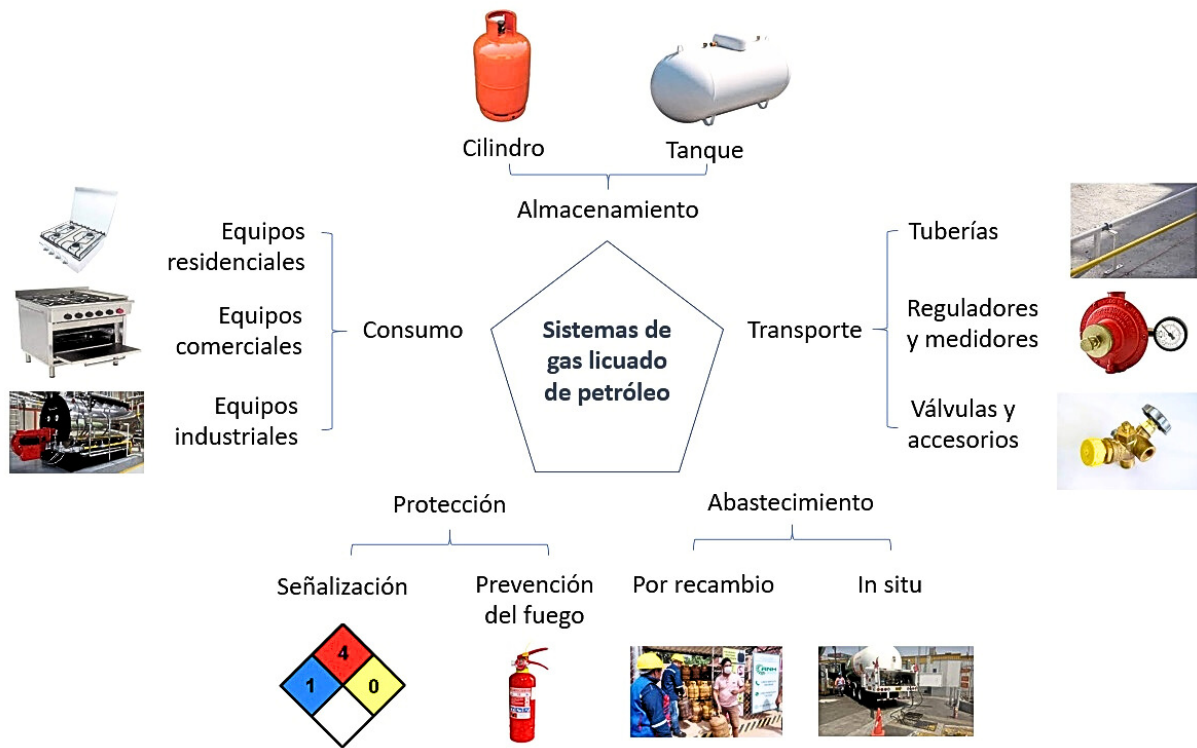 Cilindro
Tanque
Almacenamiento
Equipos
residenciales
Equipos
comerciales
Equipos
industriales
Consumo
Sistemas de
gas licuado
de petróleo
Transporte
Tuberías
Reguladores
y medidores
Válvulas y
accesorios
Protección
Señalización
Prevención
del fuego
4
1
0
Abastecimiento
Por recambio
In situ